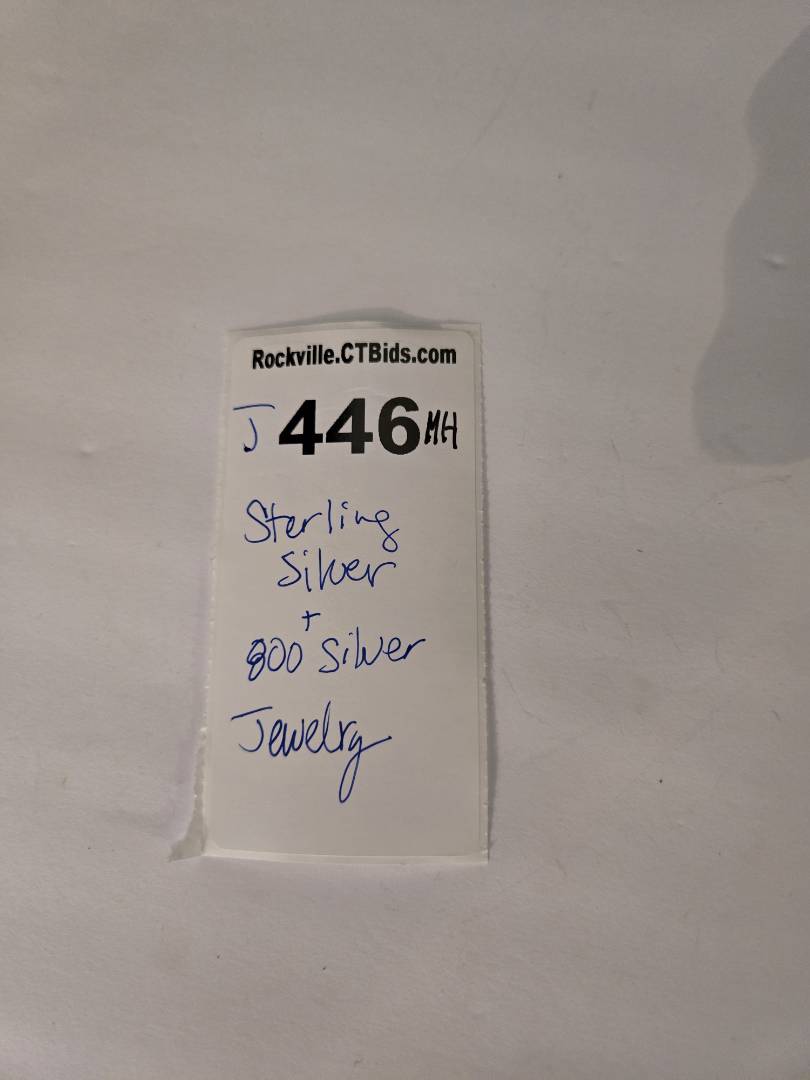 Rockville.CTBids.com
J 446 MH
Sterling
Silver
+
800 Silver
Jewelry